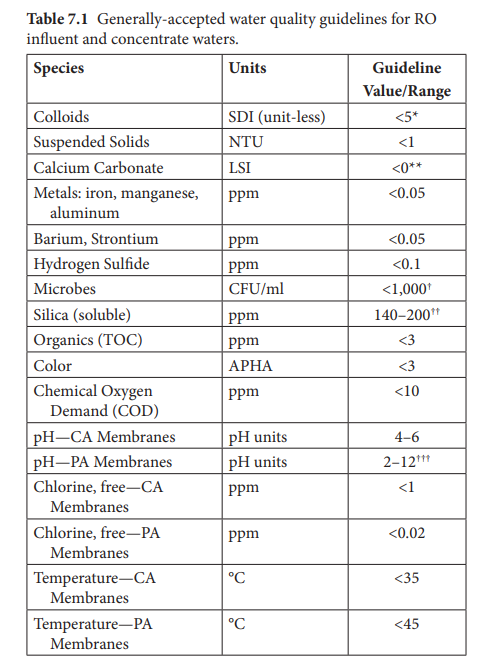 Table 7.1 Generally-accepted water quality guidelines for RO
influent and concentrate waters.
Species Units Guideline
Value/Range
Colloids SDI (unit-less) <5*
Suspended Solids NTU <1
Calcium Carbonate LSI <0**
Metals: iron, manganese, ppm <0.05
aluminum
Barium, Strontium ppm <0.05
Hydrogen Sulfide ppm <0.1
Microbes CFU/ml <1,000†
Silica (soluble) ppm 140–200††
Organics (TOC) ppm <3
Color APHA <3
Chemical Oxygen ppm <10
Demand (COD)
pH—CA Membranes pH units 4–6
pH—PA Membranes pH units 2–12†††
Chlorine, free—CA ppm <1
Membranes
Chlorine, free—PA ppm <0.02
Membranes
Temperature—CA °C <35
Membranes
Temperature—PA °C <45
Membranes